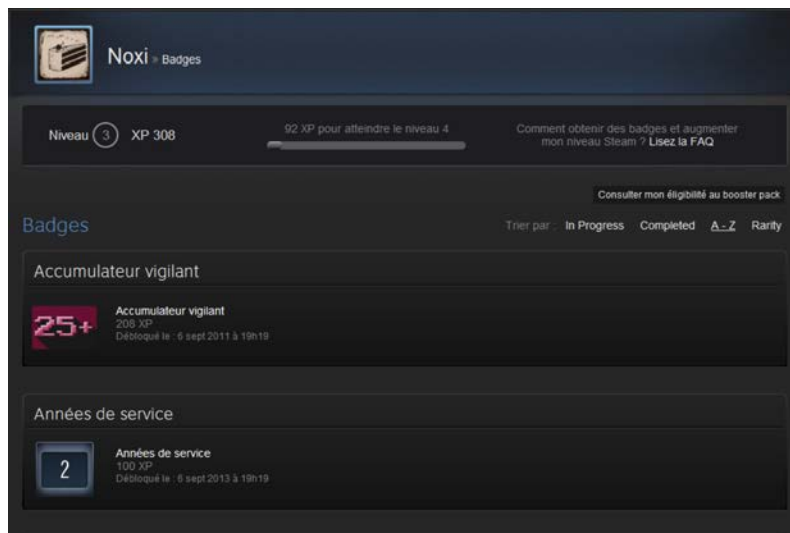 Noxi » Badges
Niveau 3 XP 308
92 XP pour atteindre le niveau 4
Comment obtenir des badges et augmenter
mon niveau Steam ? Lisez la FAQ
Consulter mon éligibilité au booster pack
Badges
Trier par : In Progress Completed A - Z Rarity
Accumulateur vigilant
25+
Accumulateur vigilant
208 XP
Débloqué le : 6 sept 2011 à 19h19
Années de service
2
Années de service
100 XP
Débloqué le : 6 sept 2013 à 19h19